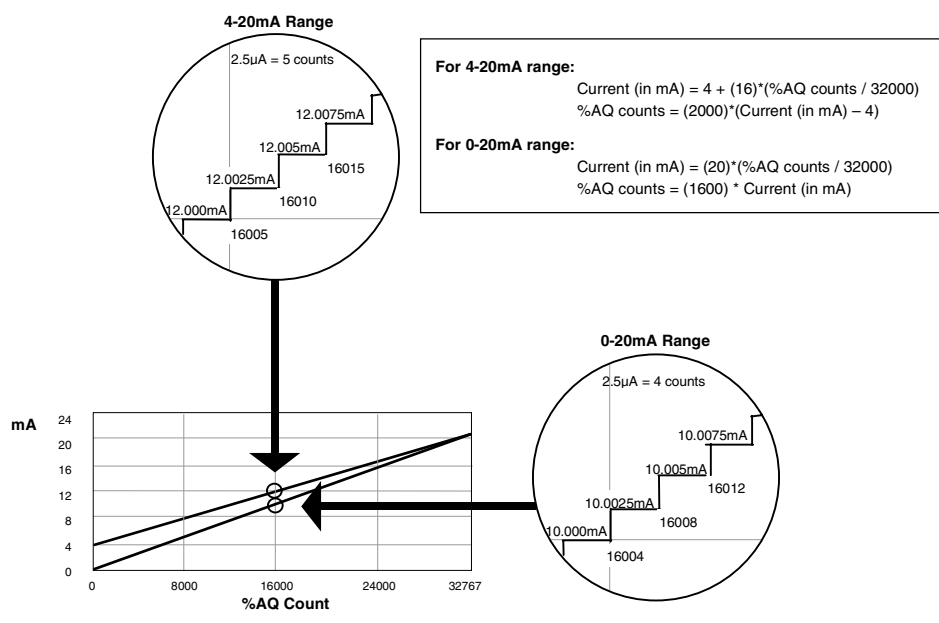 4-20mA Range
2.5µA = 5 counts
12.0075mA
12.005mA
16015
12.0025mA
16010
12.000mA
16005
For 4-20mA range:
Current (in mA) = 4 + (16)*(%AQ counts / 32000)
%AQ counts = (2000)*(Current (in mA) – 4)
For 0-20mA range:
Current (in mA) = (20)*(%AQ counts / 32000)
%AQ counts = (1600) * Current (in mA)
0-20mA Range
2.5µA = 4 counts
10.0075mA
10.005mA
16012
10.0025mA
16008
10.000mA
16004
mA
24
20
16
12
8
4
0
0 8000 16000 24000 32767
%AQ Count